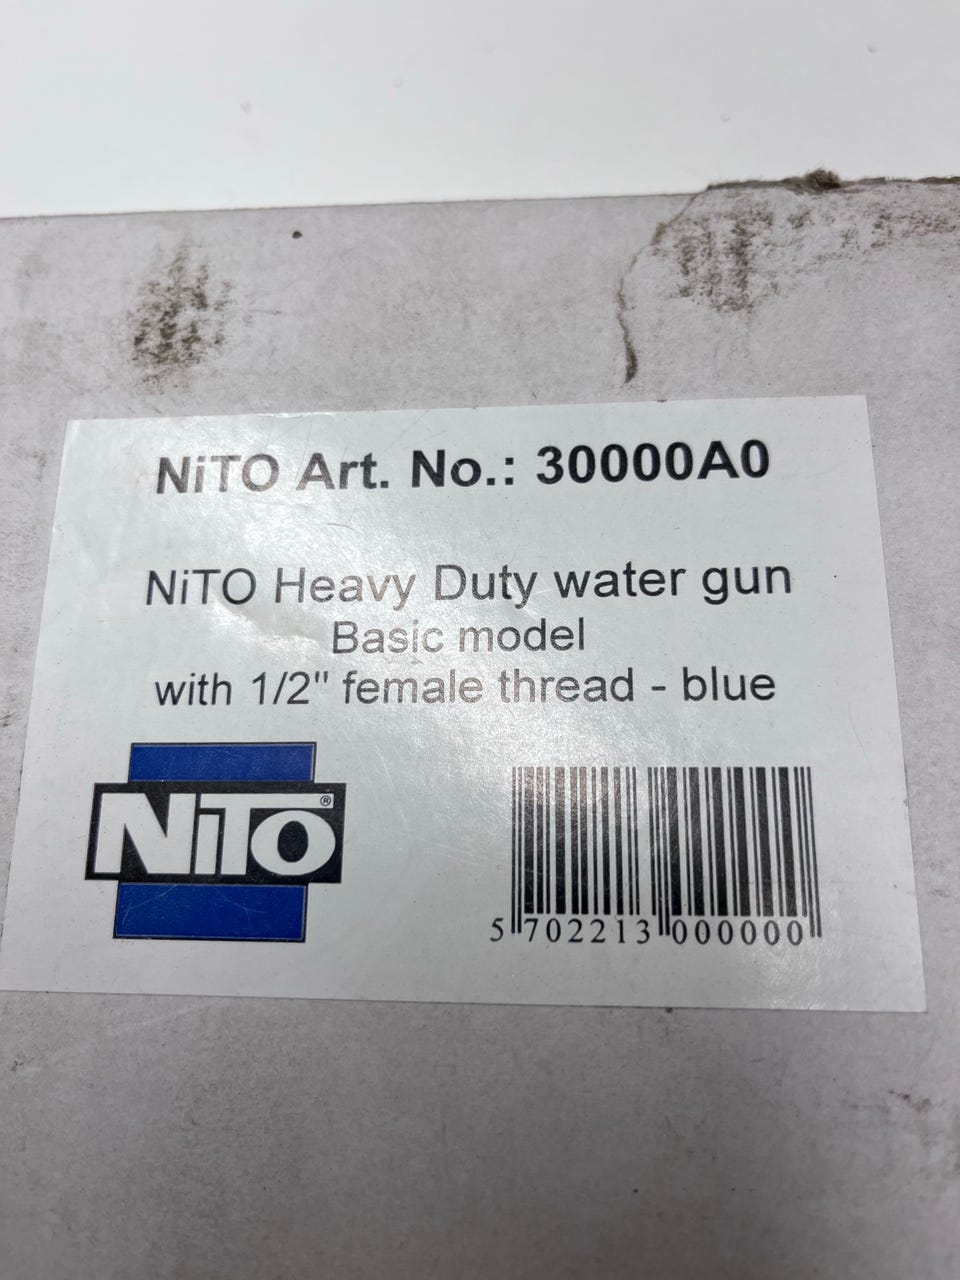 NiTO Art. No.: 30000A0
NiTO Heavy Duty water gun
Basic model
with 1/2" female thread - blue
NiTO®
5 702213 000000